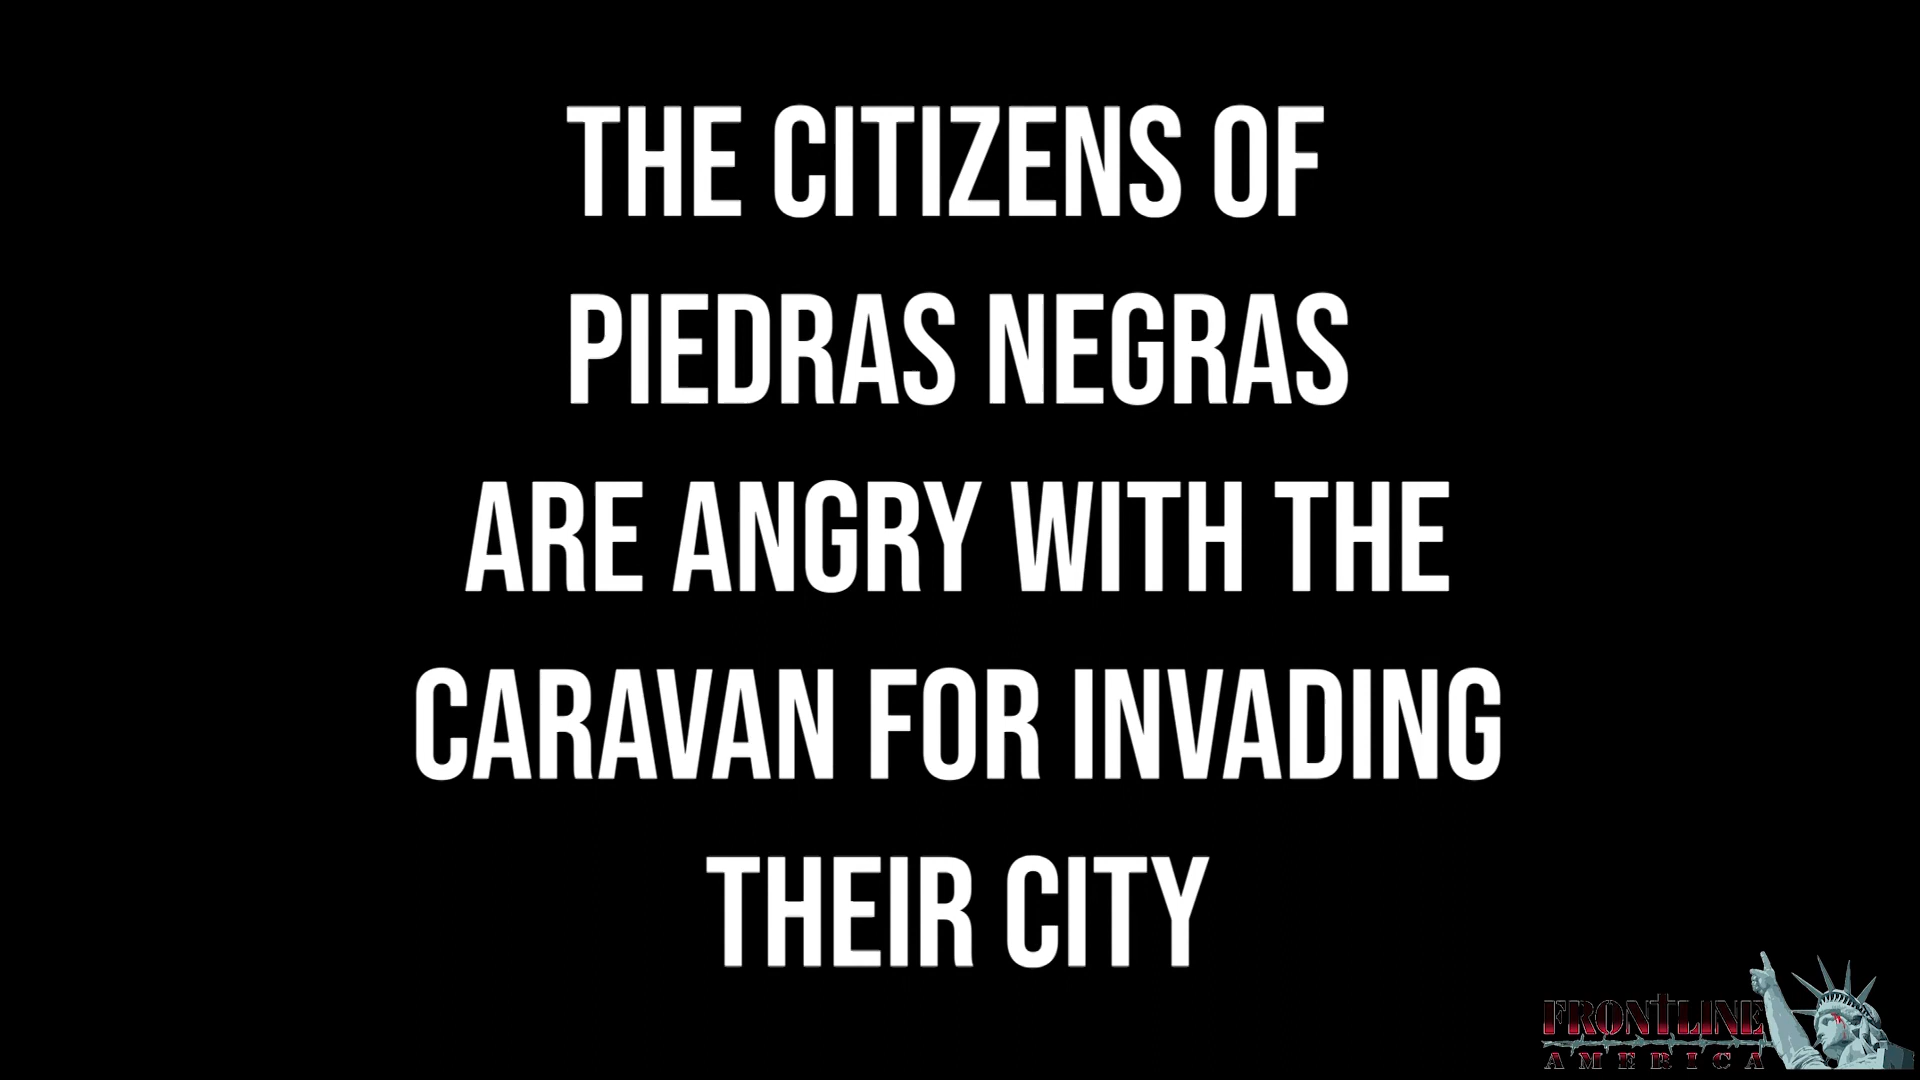 THE CITIZENS OF
PIEDRAS NEGRAS
ARE ANGRY WITH THE
CARAVAN FOR INVADING
THEIR CITY
FRONTLINE
AMERICA